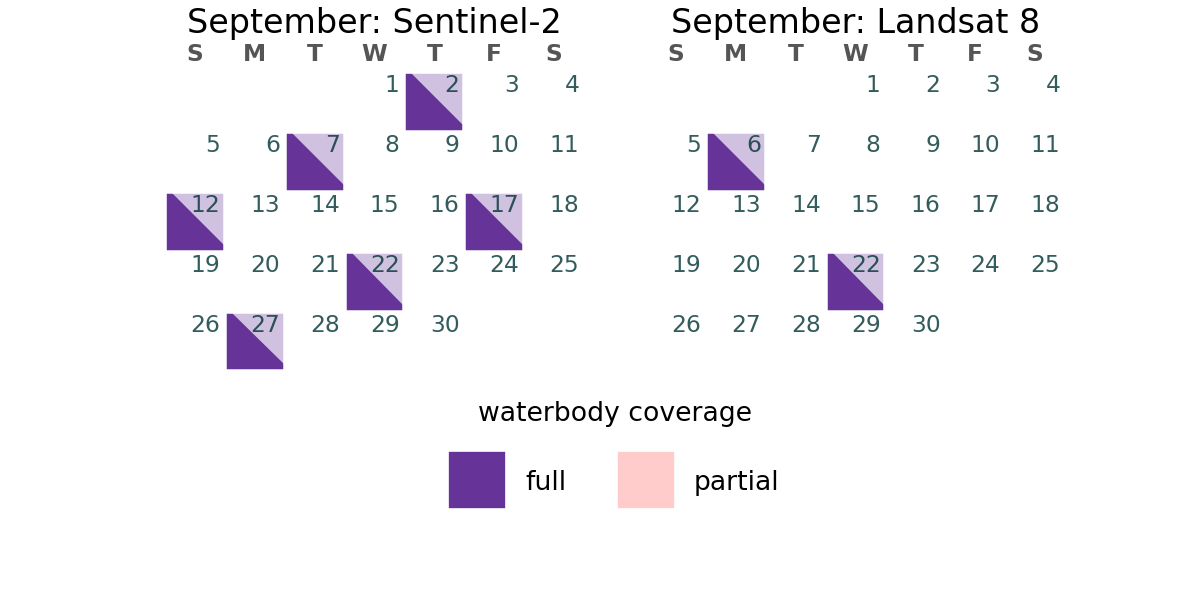 September: Sentinel-2
S M T W T F S
1 2 3 4
5 6 7 8 9 10 11
12 13 14 15 16 17 18
19 20 21 22 23 24 25
26 27 28 29 30
September: Landsat 8
S M T W T F S
1 2 3 4
5 6 7 8 9 10 11
12 13 14 15 16 17 18
19 20 21 22 23 24 25
26 27 28 29 30
waterbody coverage
full partial